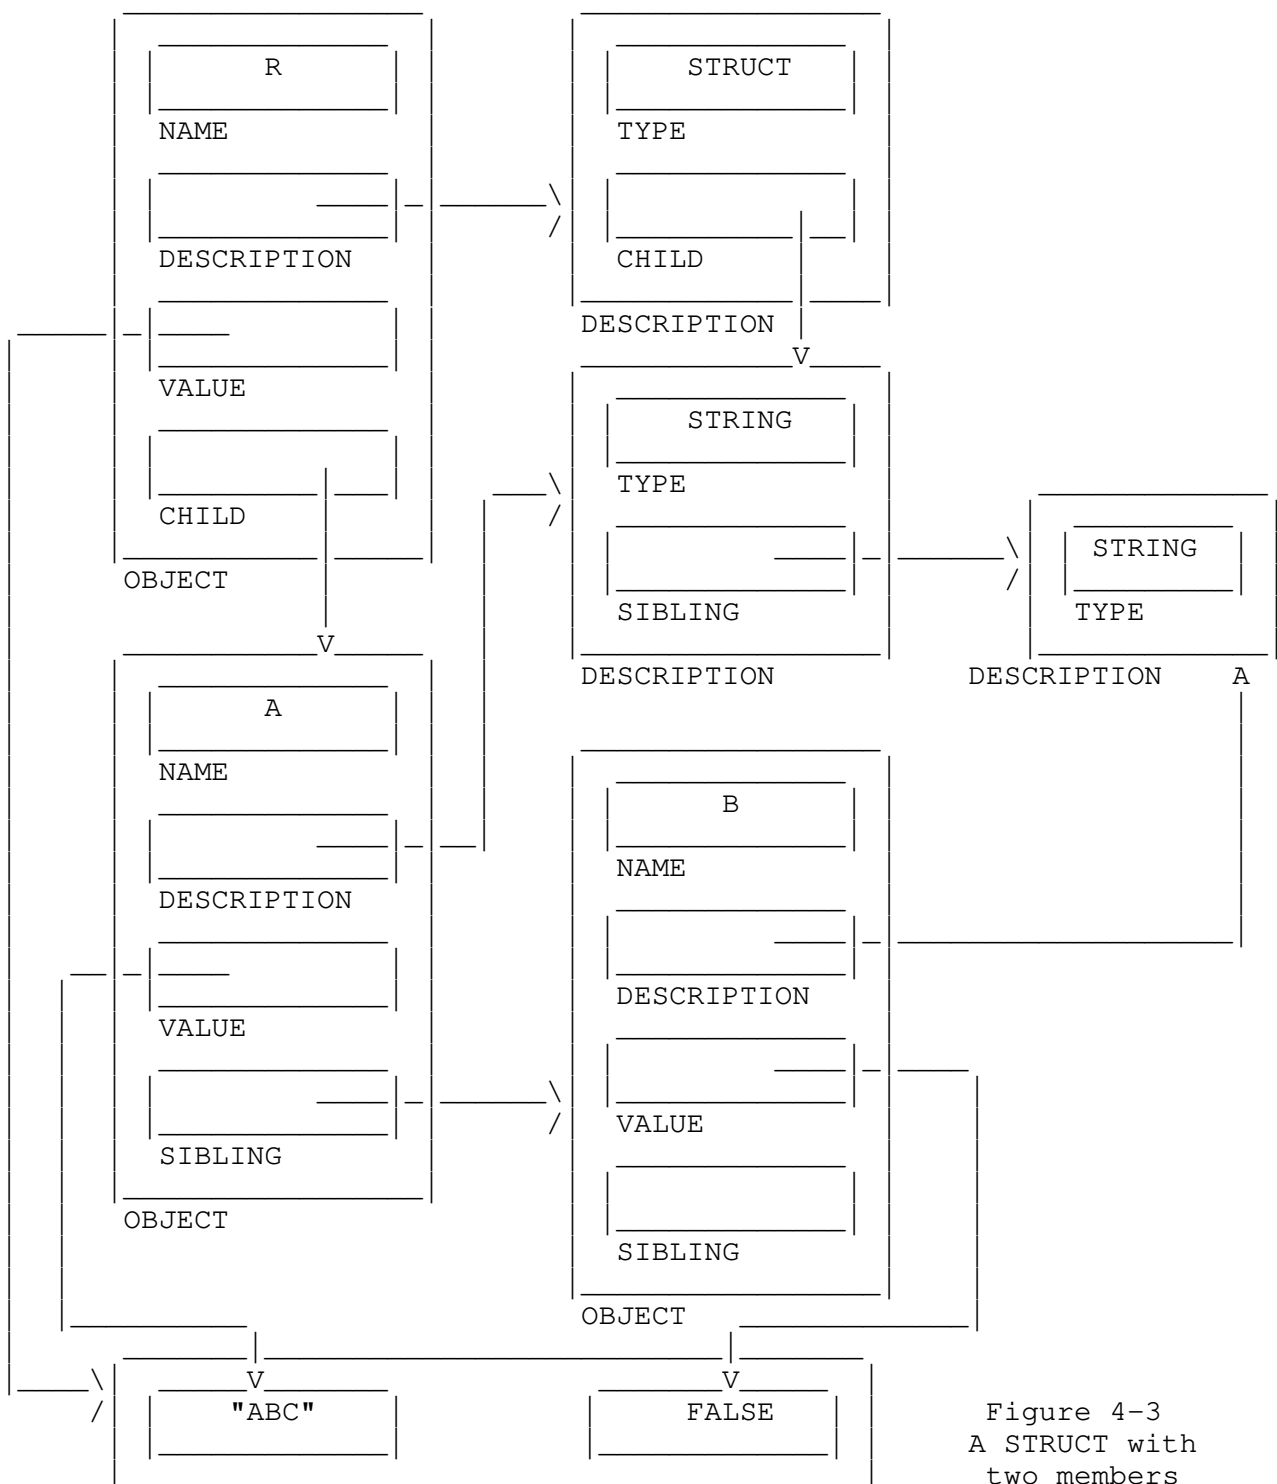 R
NAME
DESCRIPTION
VALUE
CHILD
OBJECT
STRUCT
TYPE
CHILD
DESCRIPTION
STRING
TYPE
SIBLING
DESCRIPTION
STRING
TYPE
DESCRIPTION
A
NAME
DESCRIPTION
VALUE
SIBLING
OBJECT
B
NAME
DESCRIPTION
VALUE
SIBLING
OBJECT
"ABC"
FALSE
Figure 4-3
A STRUCT with
two members